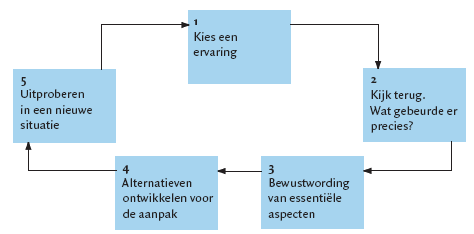 1
Kies een
ervaring
2
Kijk terug.
Wat gebeurde er
precies?
3
Bewustwording
van essentiële
aspecten
4
Alternatieven
ontwikkelen voor
de aanpak
5
Uitproberen
in een nieuwe
situatie